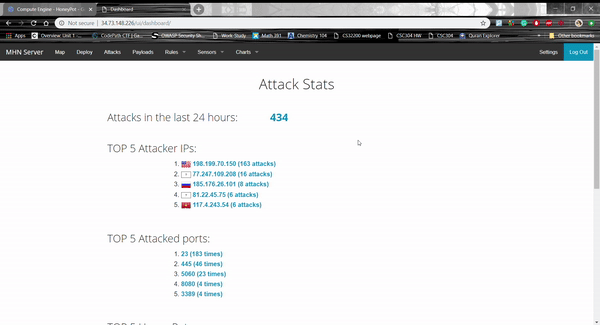 Compute Engine - HoneyPot -
Dashboard
Not secure | 34.73.148.226/ui/dashboard/
Apps Overview: Unit 1 CodePath CTF | G OWASP Security Sh Work Study Math 201 Chemistry 104 CS32200 webpage CSC304 HW CSC304 Quran Explorer Other bookmarks
MHN Server Map Deploy Attacks Payloads Rules Sensors Charts Settings Log Out
Attack Stats
Attacks in the last 24 hours: 434
TOP 5 Attacker IPs:
1. 198.199.70.150 (163 attacks)
2. 77.247.109.208 (16 attacks)
3. 185.176.26.101 (8 attacks)
4. 81.22.45.75 (6 attacks)
5. 117.4.243.54 (6 attacks)
TOP 5 Attacked ports:
1. 23 (183 times)
2. 445 (46 times)
3. 5060 (23 times)
4. 8080 (4 times)
5. 3389 (4 times)